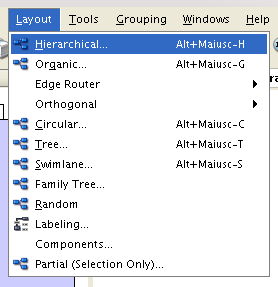 Layout Tools Grouping Windows Help
Hierarchical... Alt+Maiusc-H
Organic... Alt+Maiusc-G
Edge Router
Orthogonal
Circular... Alt+Maiusc-C
Tree... Alt+Maiusc-T
Swimlane... Alt+Maiusc-S
Family Tree...
Random
Labeling...
Components...
Partial (Selection Only)...